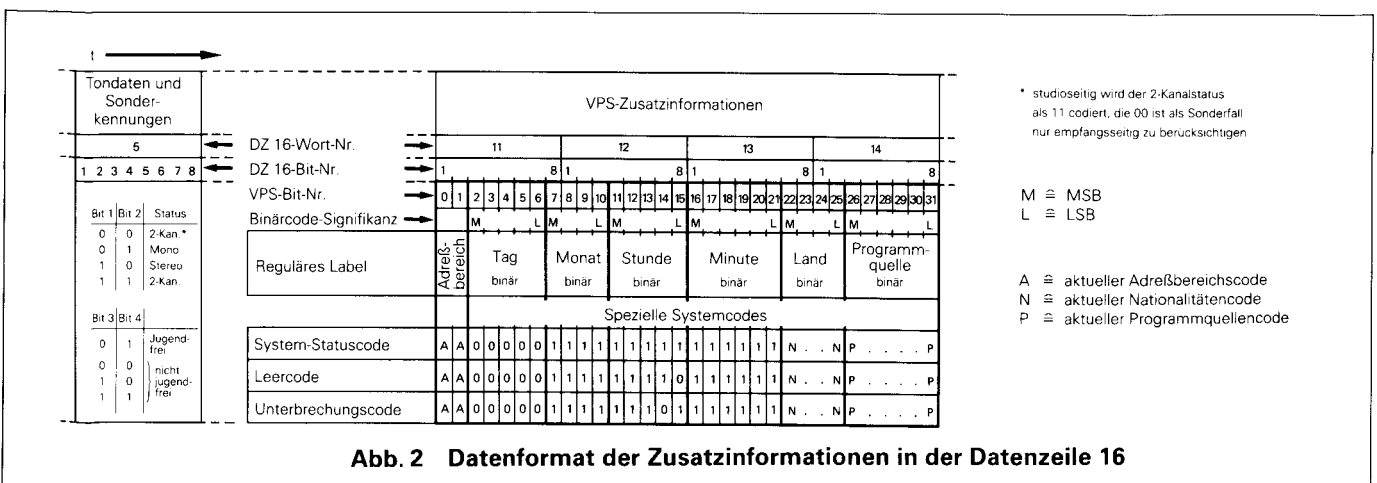 t
Tondaten und
Sonder-
kennungen
VPS-Zusatzinformationen
* studioseitig wird der 2-Kanalstatus
als 11 codiert, die 00 ist als Sonderfall
nur empfangsseitig zu berücksichtigen
5 DZ 16-Wort-Nr. 11 12 13 14
1 2 3 4 5 6 7 8 DZ 16-Bit-Nr. 1 8 1 8 1 8 1 8
VPS-Bit-Nr. 0 1 2 3 4 5 6 7 8 9 10 11 12 13 14 15 16 17 18 19 20 21 22 23 24 25 26 27 28 29 30 31
Binärcode-Signifikanz M L M L M L M L M L M L
M ≙ MSB
L ≙ LSB
Bit 1 Bit 2 Status
0 0 2-Kan.*
0 1 Mono
1 0 Stereo
1 1 2-Kan.
Reguläres Label
Adreß-
bereich
Tag
binär
Monat
binär
Stunde
binär
Minute
binär
Land
binär
Programm-
quelle
binär
A ≙ aktueller Adreßbereichscode
N ≙ aktueller Nationalitätencode
P ≙ aktueller Programmquellencode
Spezielle Systemcodes
Bit 3 Bit 4
0 1 Jugend-
frei
0 0
1 0
1 1
nicht
jugend-
frei
System-Statuscode A A 0 0 0 0 0 1 1 1 1 1 1 1 1 1 1 1 1 1 1 1 N . . N P . . . . P
Leercode A A 0 0 0 0 0 1 1 1 1 1 1 1 1 0 1 1 1 1 1 1 N . . N P . . . . P
Unterbrechungscode A A 0 0 0 0 0 1 1 1 1 1 1 1 0 1 1 1 1 1 1 1 N . . N P . . . . P
Abb. 2 Datenformat der Zusatzinformationen in der Datenzeile 16